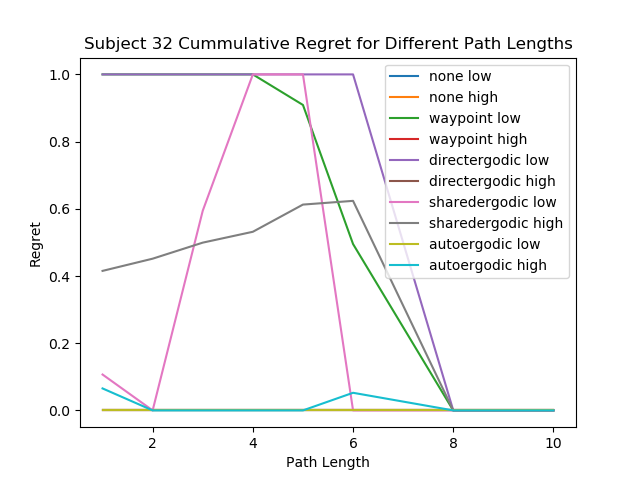 Subject 32 Cummulative Regret for Different Path Lengths
1.0
0.8
0.6
0.4
0.2
0.0
Regret
none low
none high
waypoint low
waypoint high
directergodic low
directergodic high
sharedergodic low
sharedergodic high
autoergodic low
autoergodic high
2 4 6 8 10
Path Length